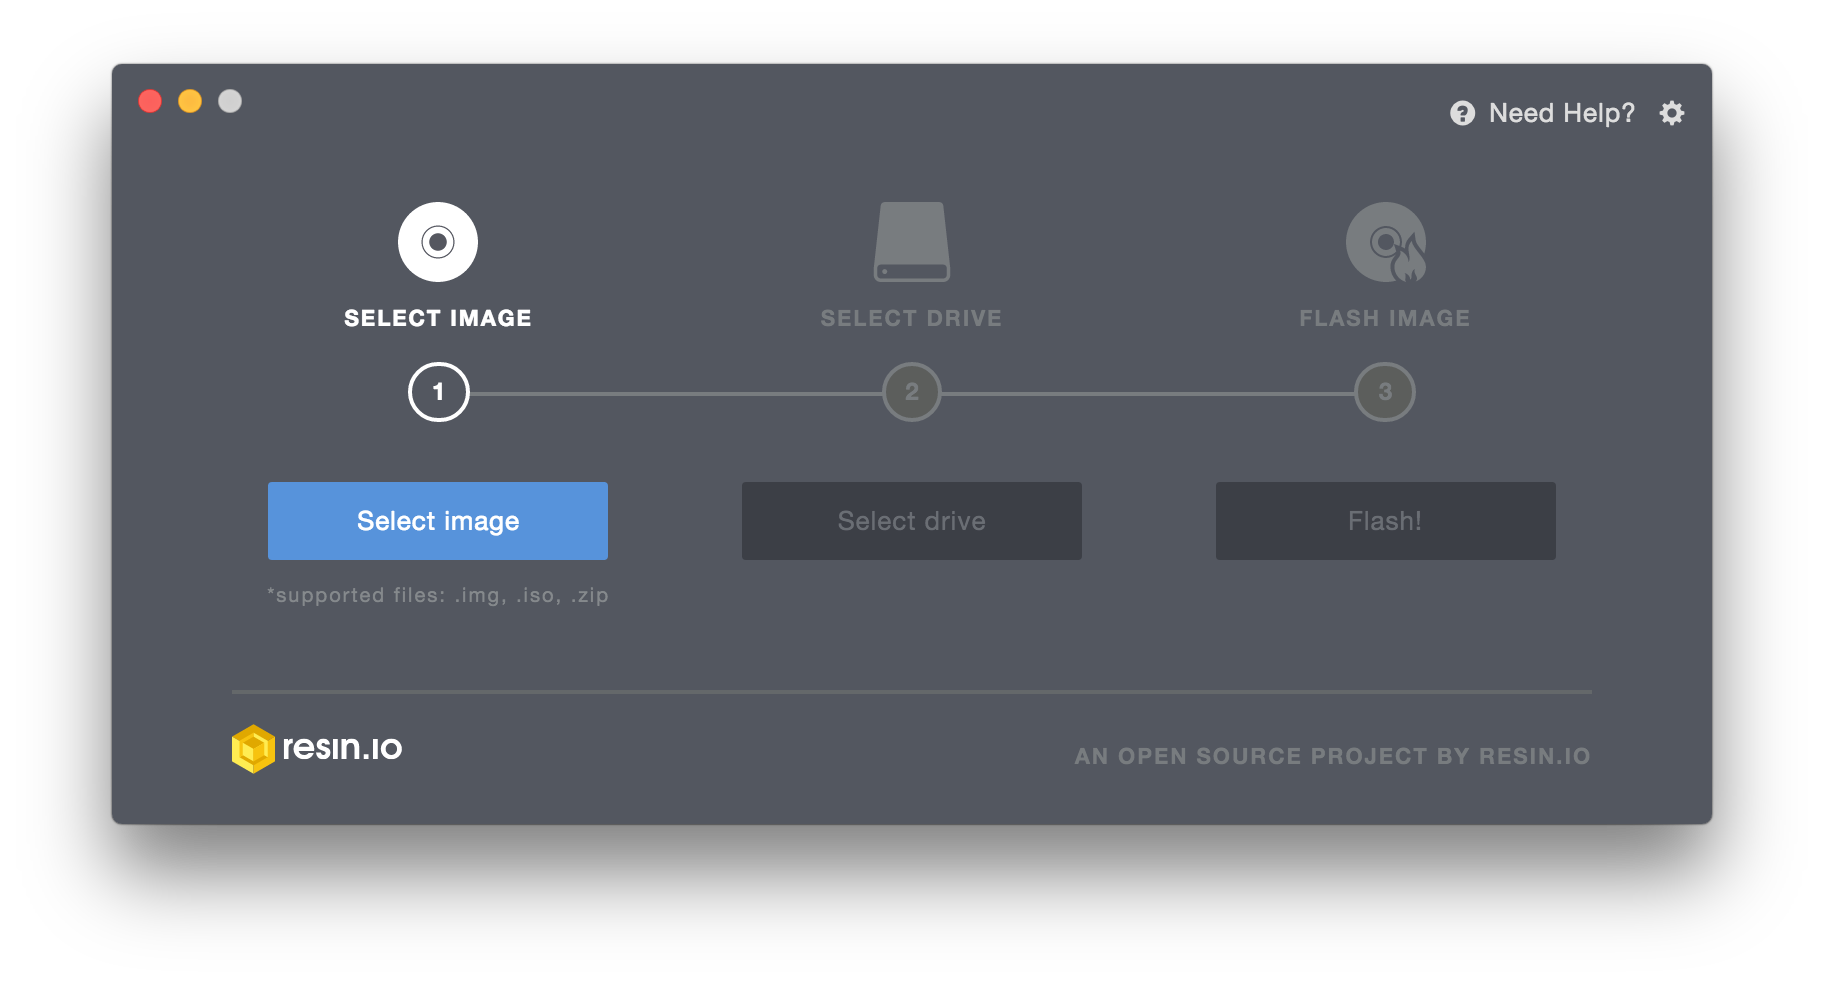 Need Help?
SELECT IMAGE
SELECT DRIVE
FLASH IMAGE
1
2
3
Select image
Select drive
Flash!
*supported files: .img, .iso, .zip
resin.io
AN OPEN SOURCE PROJECT BY RESIN.IO